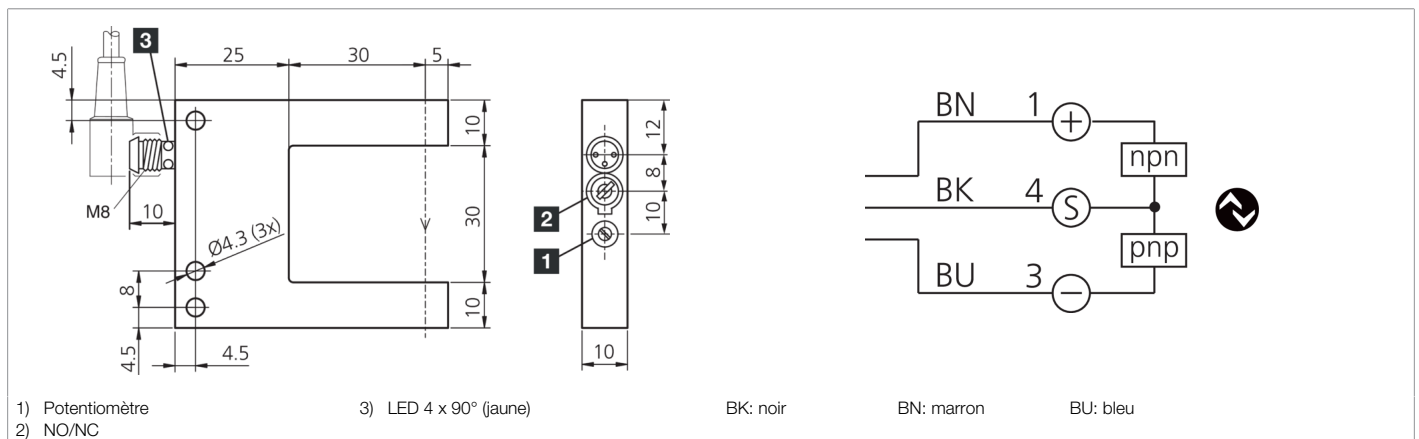 3
25
30
5
4.5
10
M8
10
30
Ø4.3 (3x)
8
10
4.5
4.5
12
8
10
2
1
10
BN 1 +
npn
BK 4 S
pnp
BU 3 −
1) Potentiomètre
3) LED 4 x 90° (jaune)
BK: noir
BN: marron
BU: bleu
2) NO/NC